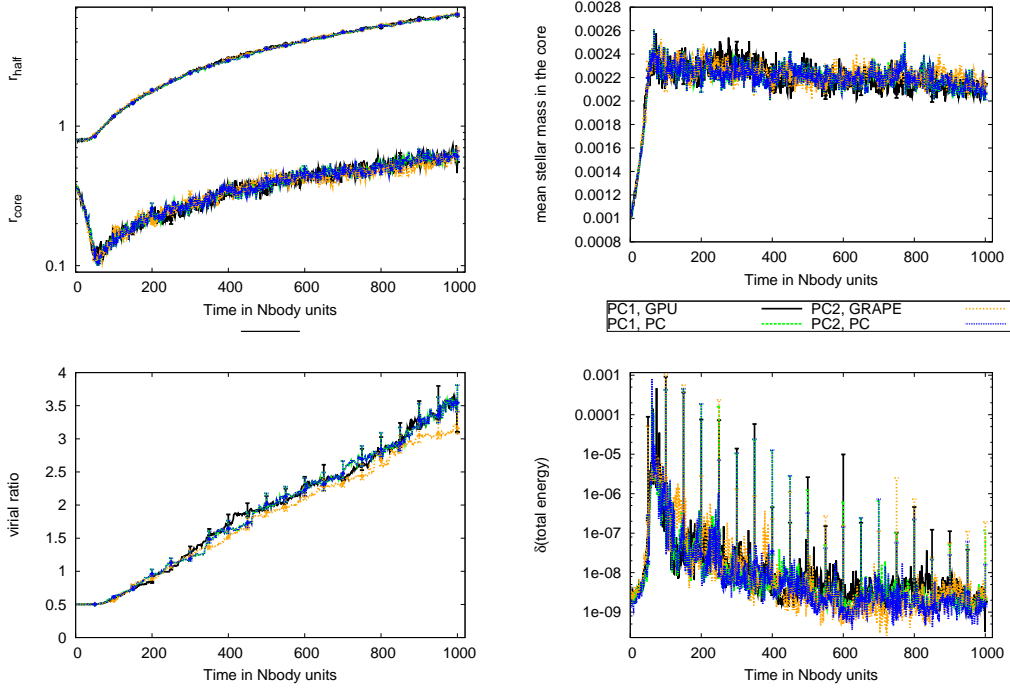 r_half
r_core
1
0.1
0
200
400
600
800
1000
Time in Nbody units
mean stellar mass in the core
0.0026
0.0024
0.0022
0.002
0.0018
0.0016
0.0014
0.0012
0.001
0.0008
0
200
400
600
800
1000
Time in Nbody units
PC1, GPU
PC2, GRAPE
PC1, PC
PC2, PC
virial ratio
4
3.5
3
2.5
2
1.5
1
0.5
0
0
200
400
600
800
1000
Time in Nbody units
δ(total energy)
0.001
0.0001
1e-05
1e-06
1e-07
1e-08
1e-09
0
200
400
600
800
1000
Time in Nbody units